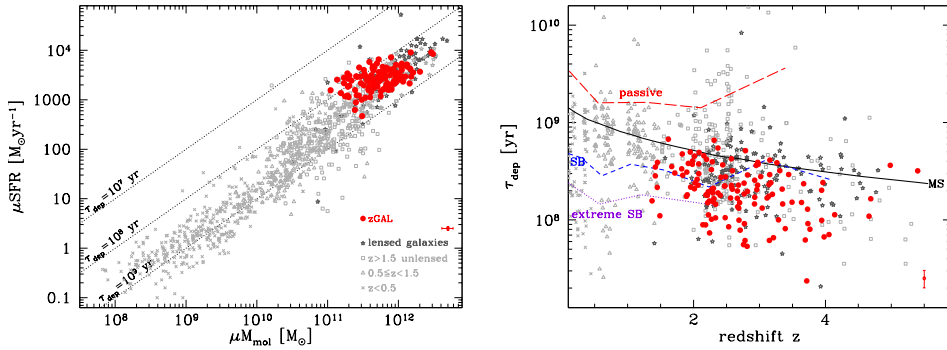 10⁴
1000
100
10
1
0.1
μSFR [M⊙yr⁻¹]
τdep=10⁷ yr
τdep=10⁸ yr
τdep=10⁹ yr
zGAL
lensed galaxies
z>1.5 unlensed
0.5≤z<1.5
z<0.5
10⁸ 10⁹ 10¹⁰ 10¹¹ 10¹²
μMmol [M⊙]
10¹⁰
10⁹
10⁸
τdep [yr]
passive
SB
MS
extreme SB
2 4
redshift z